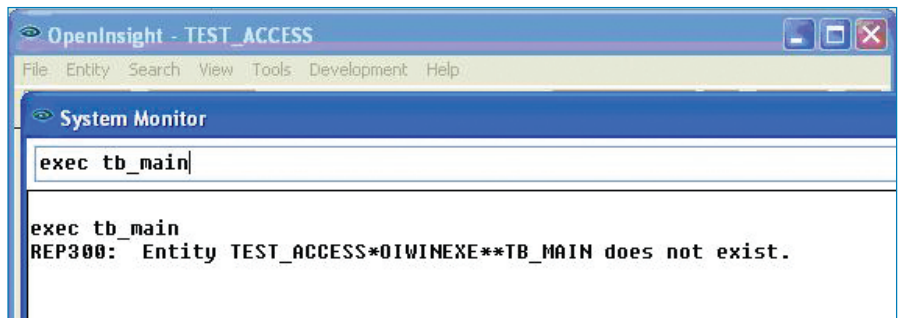 OpenInsight - TEST_ACCESS
File Entity Search View Tools Development Help
System Monitor
exec tb_main
exec tb_main
REP300: Entity TEST_ACCESS*OIWINEXE**TB_MAIN does not exist.